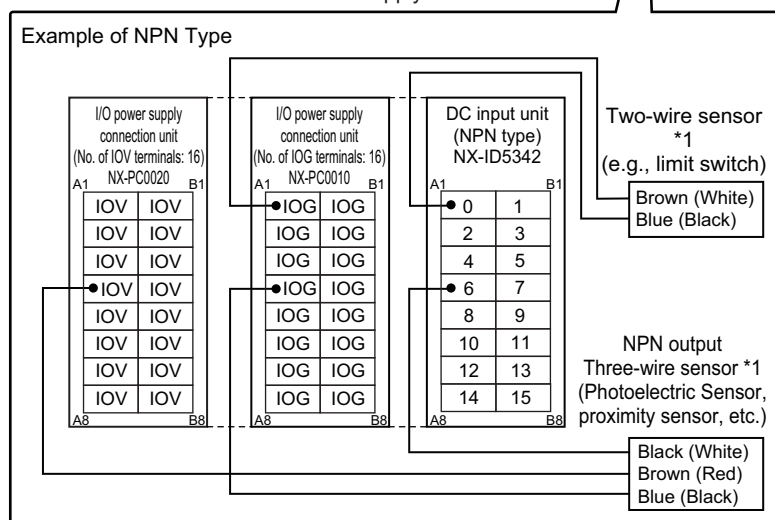 Example of NPN Type
I/O power supply
connection unit
(No. of IOV terminals: 16)
NX-PC0020
A1 B1
IOV IOV
IOV IOV
IOV IOV
IOV IOV
IOV IOV
IOV IOV
IOV IOV
IOV IOV
A8 B8
I/O power supply
connection unit
(No. of IOG terminals: 16)
NX-PC0010
A1 B1
IOG IOG
IOG IOG
IOG IOG
IOG IOG
IOG IOG
IOG IOG
IOG IOG
IOG IOG
A8 B8
DC input unit
(NPN type)
NX-ID5342
A1 B1
0 1
2 3
4 5
6 7
8 9
10 11
12 13
14 15
A8 B8
Two-wire sensor
*1
(e.g., limit switch)
Brown (White)
Blue (Black)
NPN output
Three-wire sensor *1
(Photoelectric Sensor,
proximity sensor, etc.)
Black (White)
Brown (Red)
Blue (Black)